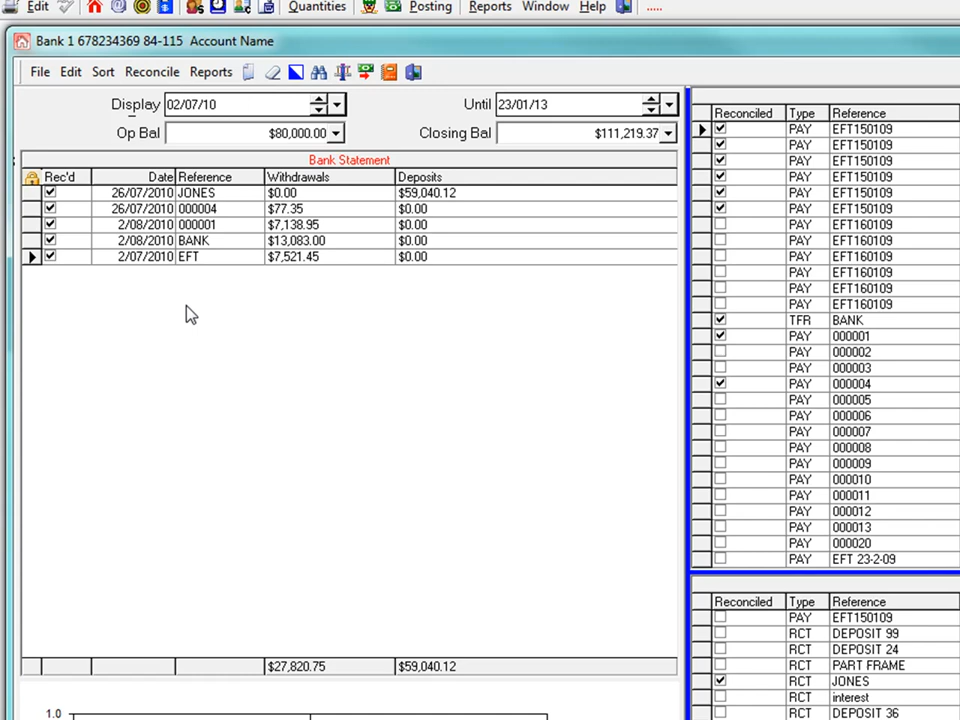 Edit Quantities Posting Reports Window Help .....
Bank 1 678234369 84-115 Account Name
File Edit Sort Reconcile Reports
Display 02/07/10 Until 23/01/13
Op Bal $80,000.00 Closing Bal $111,219.37
Bank Statement
Rec'd Date Reference Withdrawals Deposits
26/07/2010 JONES $0.00 $59,040.12
26/07/2010 000004 $77.35 $0.00
2/08/2010 000001 $7,138.95 $0.00
2/08/2010 BANK $13,083.00 $0.00
2/07/2010 EFT $7,521.45 $0.00
$27,820.75 $59,040.12
1.0
Reconciled Type Reference
PAY EFT150109
PAY EFT150109
PAY EFT150109
PAY EFT150109
PAY EFT150109
PAY EFT150109
PAY EFT160109
PAY EFT160109
PAY EFT160109
PAY EFT160109
PAY EFT160109
PAY EFT160109
TFR BANK
PAY 000001
PAY 000002
PAY 000003
PAY 000004
PAY 000005
PAY 000006
PAY 000007
PAY 000008
PAY 000009
PAY 000010
PAY 000011
PAY 000012
PAY 000013
PAY 000020
PAY EFT 23-2-09
Reconciled Type Reference
PAY EFT150109
RCT DEPOSIT 99
RCT DEPOSIT 24
RCT PART FRAME
RCT JONES
RCT interest
RCT DEPOSIT 36